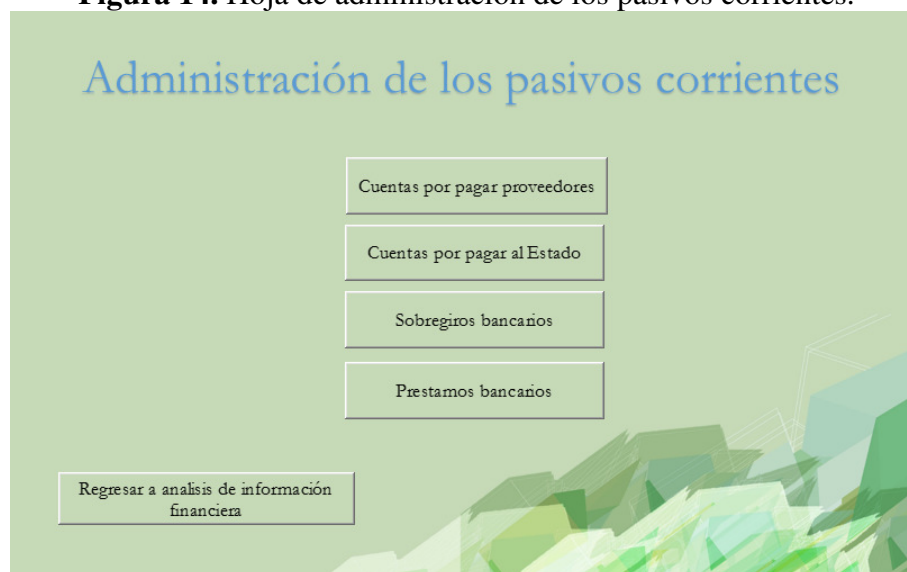 Figura 14. Hoja de administración de los pasivos corrientes.
Administración de los pasivos corrientes
Cuentas por pagar proveedores
Cuentas por pagar al Estado
Sobregiros bancarios
Prestamos bancarios
Regresar a analisis de información
financiera